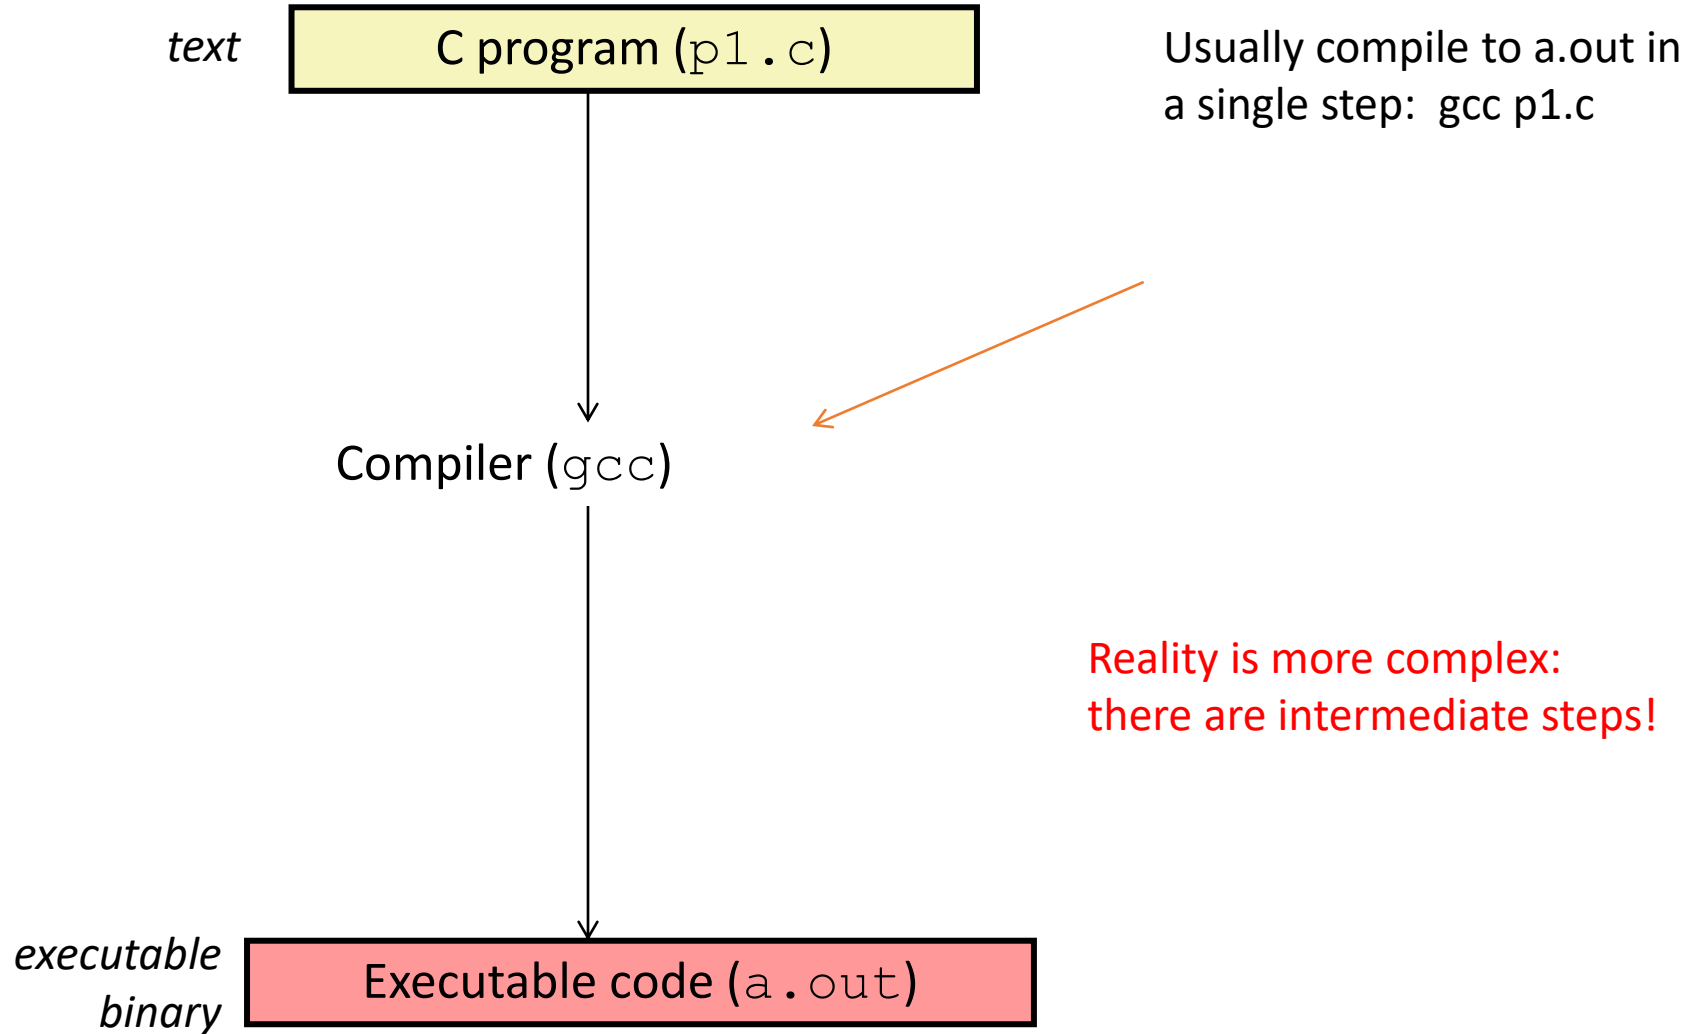 text
C program (p1.c)
Usually compile to a.out in
a single step:  gcc p1.c
Compiler (gcc)
Reality is more complex:
there are intermediate steps!
executable
binary
Executable code (a.out)